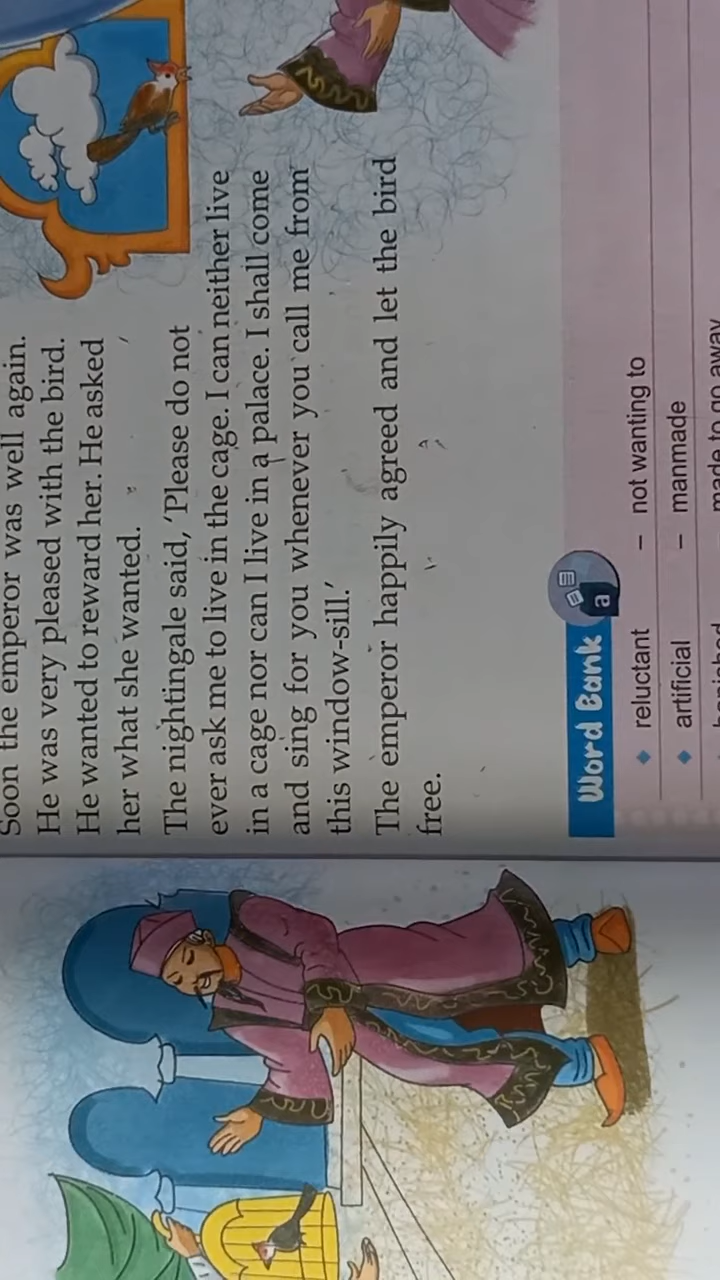 Soon the emperor was well again.
He was very pleased with the bird.
He wanted to reward her. He asked
her what she wanted.
The nightingale said, ‘Please do not
ever ask me to live in the cage. I can neither live
in a cage nor can I live in a palace. I shall come
and sing for you whenever you call me from
this window-sill.’
The emperor happily agreed and let the bird
free.
Word Bank
a
reluctant – not wanting to
artificial – manmade
made to go away